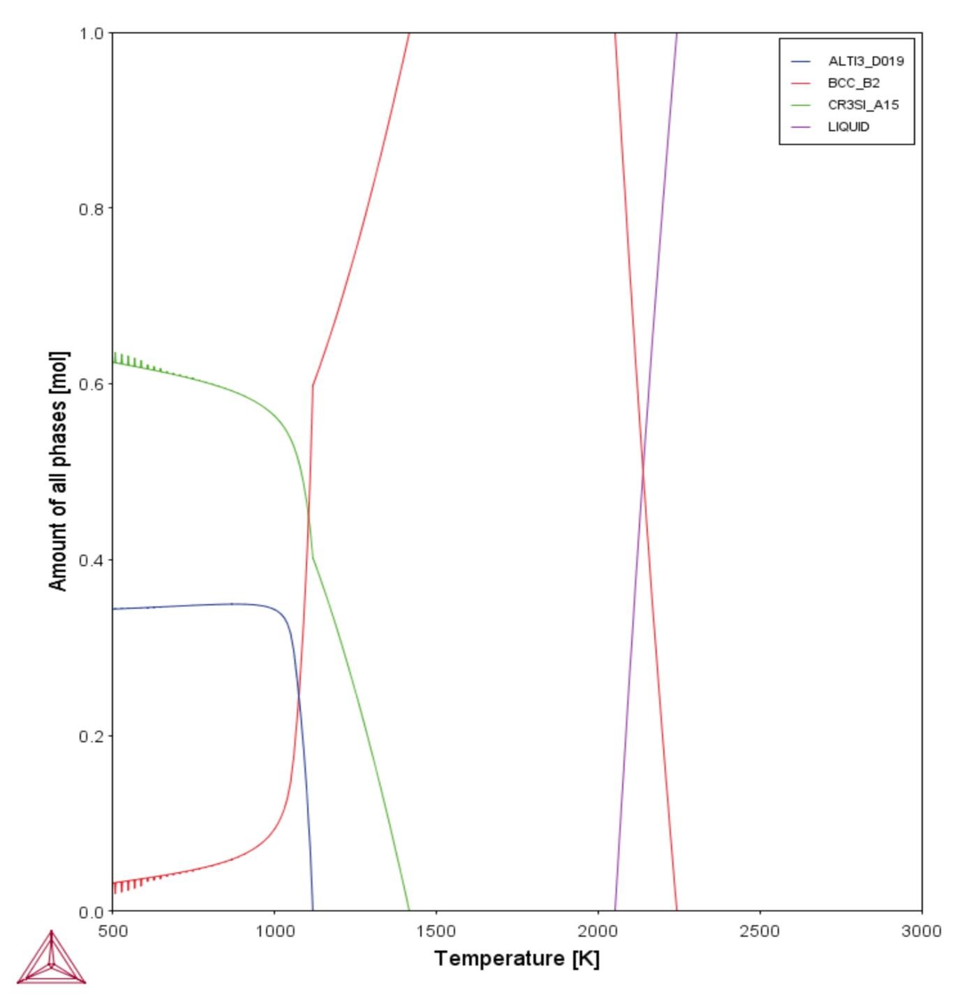 1.0
0.8
0.6
0.4
0.2
0.0
Amount of all phases [mol]
ALTI3_D019
BCC_B2
CR3SI_A15
LIQUID
500 1000 1500 2000 2500 3000
Temperature [K]